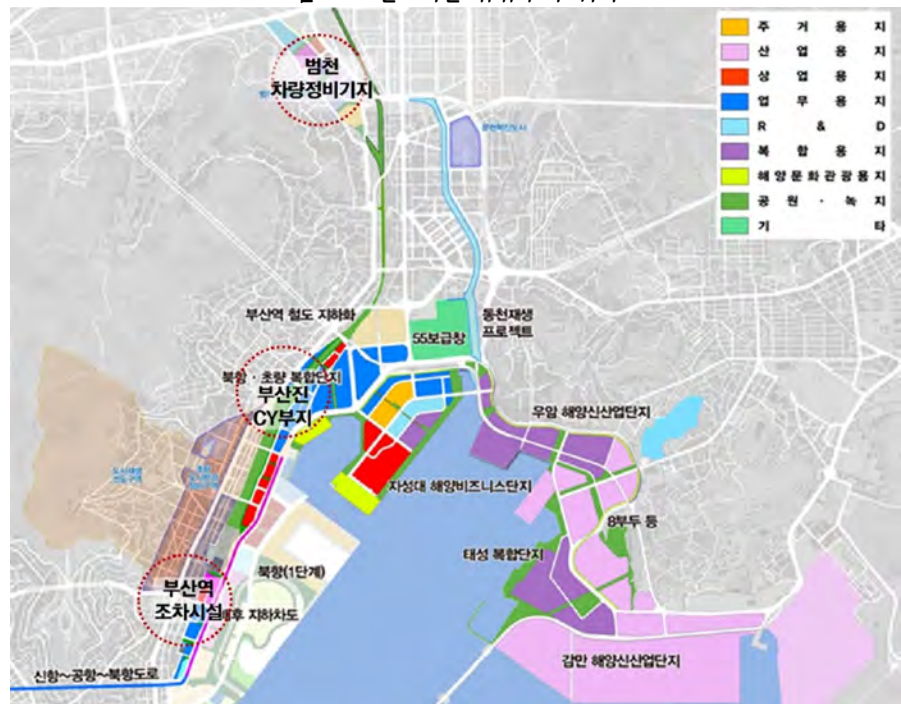 범천
차량정비기지
주거용지
산업용지
상업용지
업무용지
R & D
복합용지
해양문화관광용지
공원·녹지
기타
부산역 철도 지하화
55보급창
동천재생
프로젝트
북항·초량 복합단지
부산진
CY부지
우암 해양신산업단지
자성대 해양비즈니스단지
8부두 등
태성 복합단지
북항(1단계)
부산역
조차시설
배후 지하차도
신항~공항~북항도로
감만 해양신산업단지